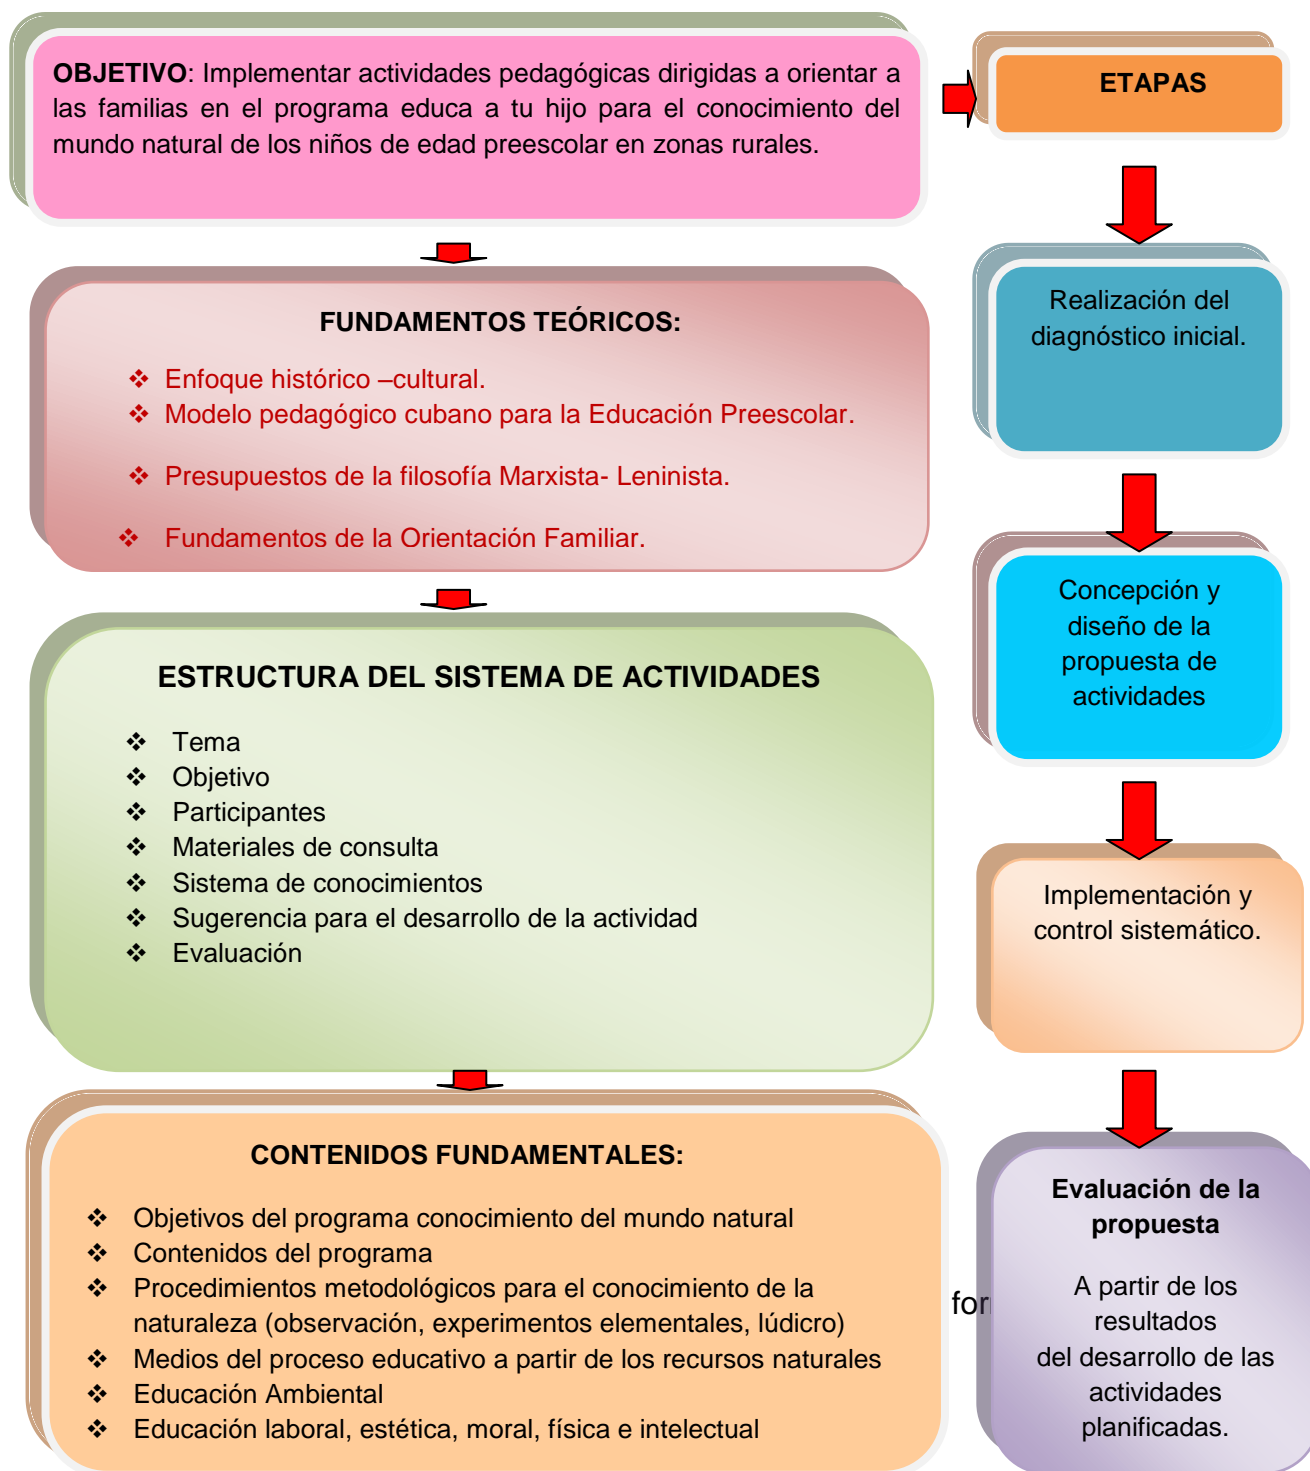 OBJETIVO: Implementar actividades pedagógicas dirigidas a orientar a
las familias en el programa educa a tu hijo para el conocimiento del
mundo natural de los niños de edad preescolar en zonas rurales.
ETAPAS
FUNDAMENTOS TEÓRICOS:
❖ Enfoque histórico –cultural.
❖ Modelo pedagógico cubano para la Educación Preescolar.
❖ Presupuestos de la filosofía Marxista- Leninista.
❖ Fundamentos de la Orientación Familiar.
Realización del
diagnóstico inicial.
ESTRUCTURA DEL SISTEMA DE ACTIVIDADES
❖ Tema
❖ Objetivo
❖ Participantes
❖ Materiales de consulta
❖ Sistema de conocimientos
❖ Sugerencia para el desarrollo de la actividad
❖ Evaluación
Concepción y
diseño de la
propuesta de
actividades
Implementación y
control sistemático.
CONTENIDOS FUNDAMENTALES:
❖ Objetivos del programa conocimiento del mundo natural
❖ Contenidos del programa
❖ Procedimientos metodológicos para el conocimiento de la
naturaleza (observación, experimentos elementales, lúdicro)
❖ Medios del proceso educativo a partir de los recursos naturales
❖ Educación Ambiental
❖ Educación laboral, estética, moral, física e intelectual
Evaluación de la
propuesta
A partir de los
resultados
del desarrollo de las
actividades
planificadas.